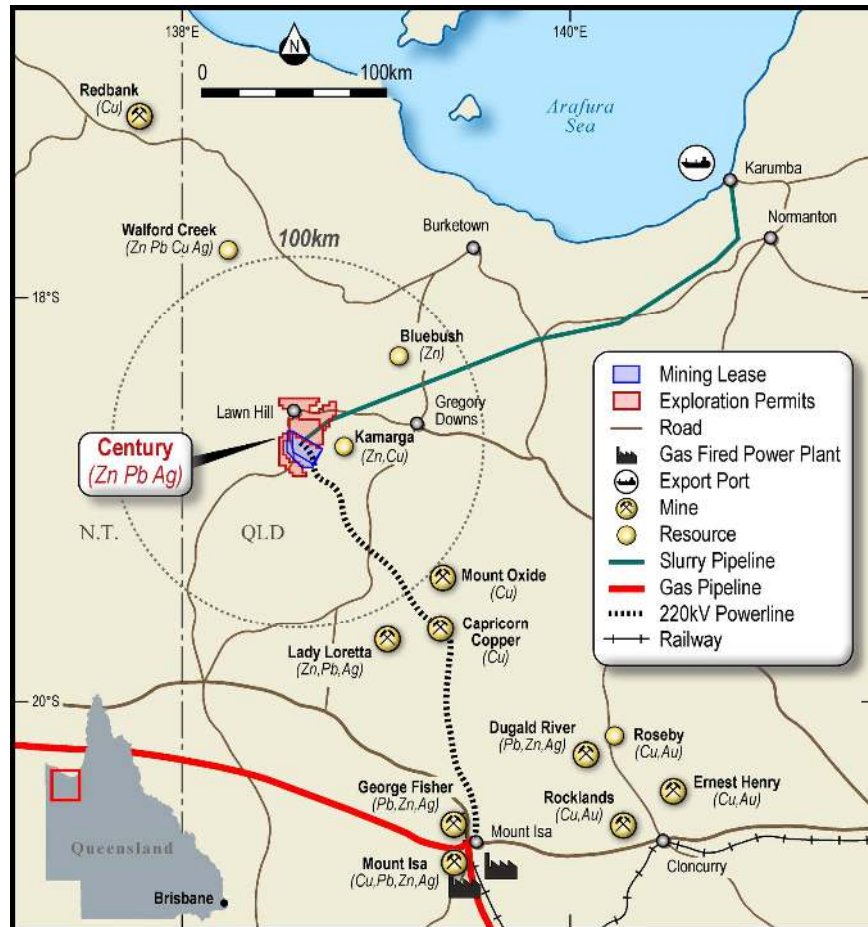 138°E
140°E
N
0
100km
Redbank
(Cu)
Arafura
Sea
Karumba
Walford Creek
(Zn Pb Cu Ag)
100km
Burketown
Normanton
18°S
Bluebush
(Zn)
Lawn Hill
Gregory
Downs
Century
(Zn Pb Ag)
Kamarga
(Zn,Cu)
N.T.
QLD
Mining Lease
Exploration Permits
Road
Gas Fired Power Plant
Export Port
Mine
Resource
Slurry Pipeline
Gas Pipeline
220kV Powerline
Railway
Mount Oxide
(Cu)
Capricorn
Copper
(Cu)
Lady Loretta
(Zn,Pb,Ag)
20°S
Dugald River
(Pb,Zn,Ag)
Roseby
(Cu,Au)
George Fisher
(Pb,Zn,Ag)
Rocklands
(Cu,Au)
Ernest Henry
(Cu,Au)
Mount Isa
Mount Isa
(Cu,Pb,Zn,Ag)
Cloncurry
Queensland
Brisbane